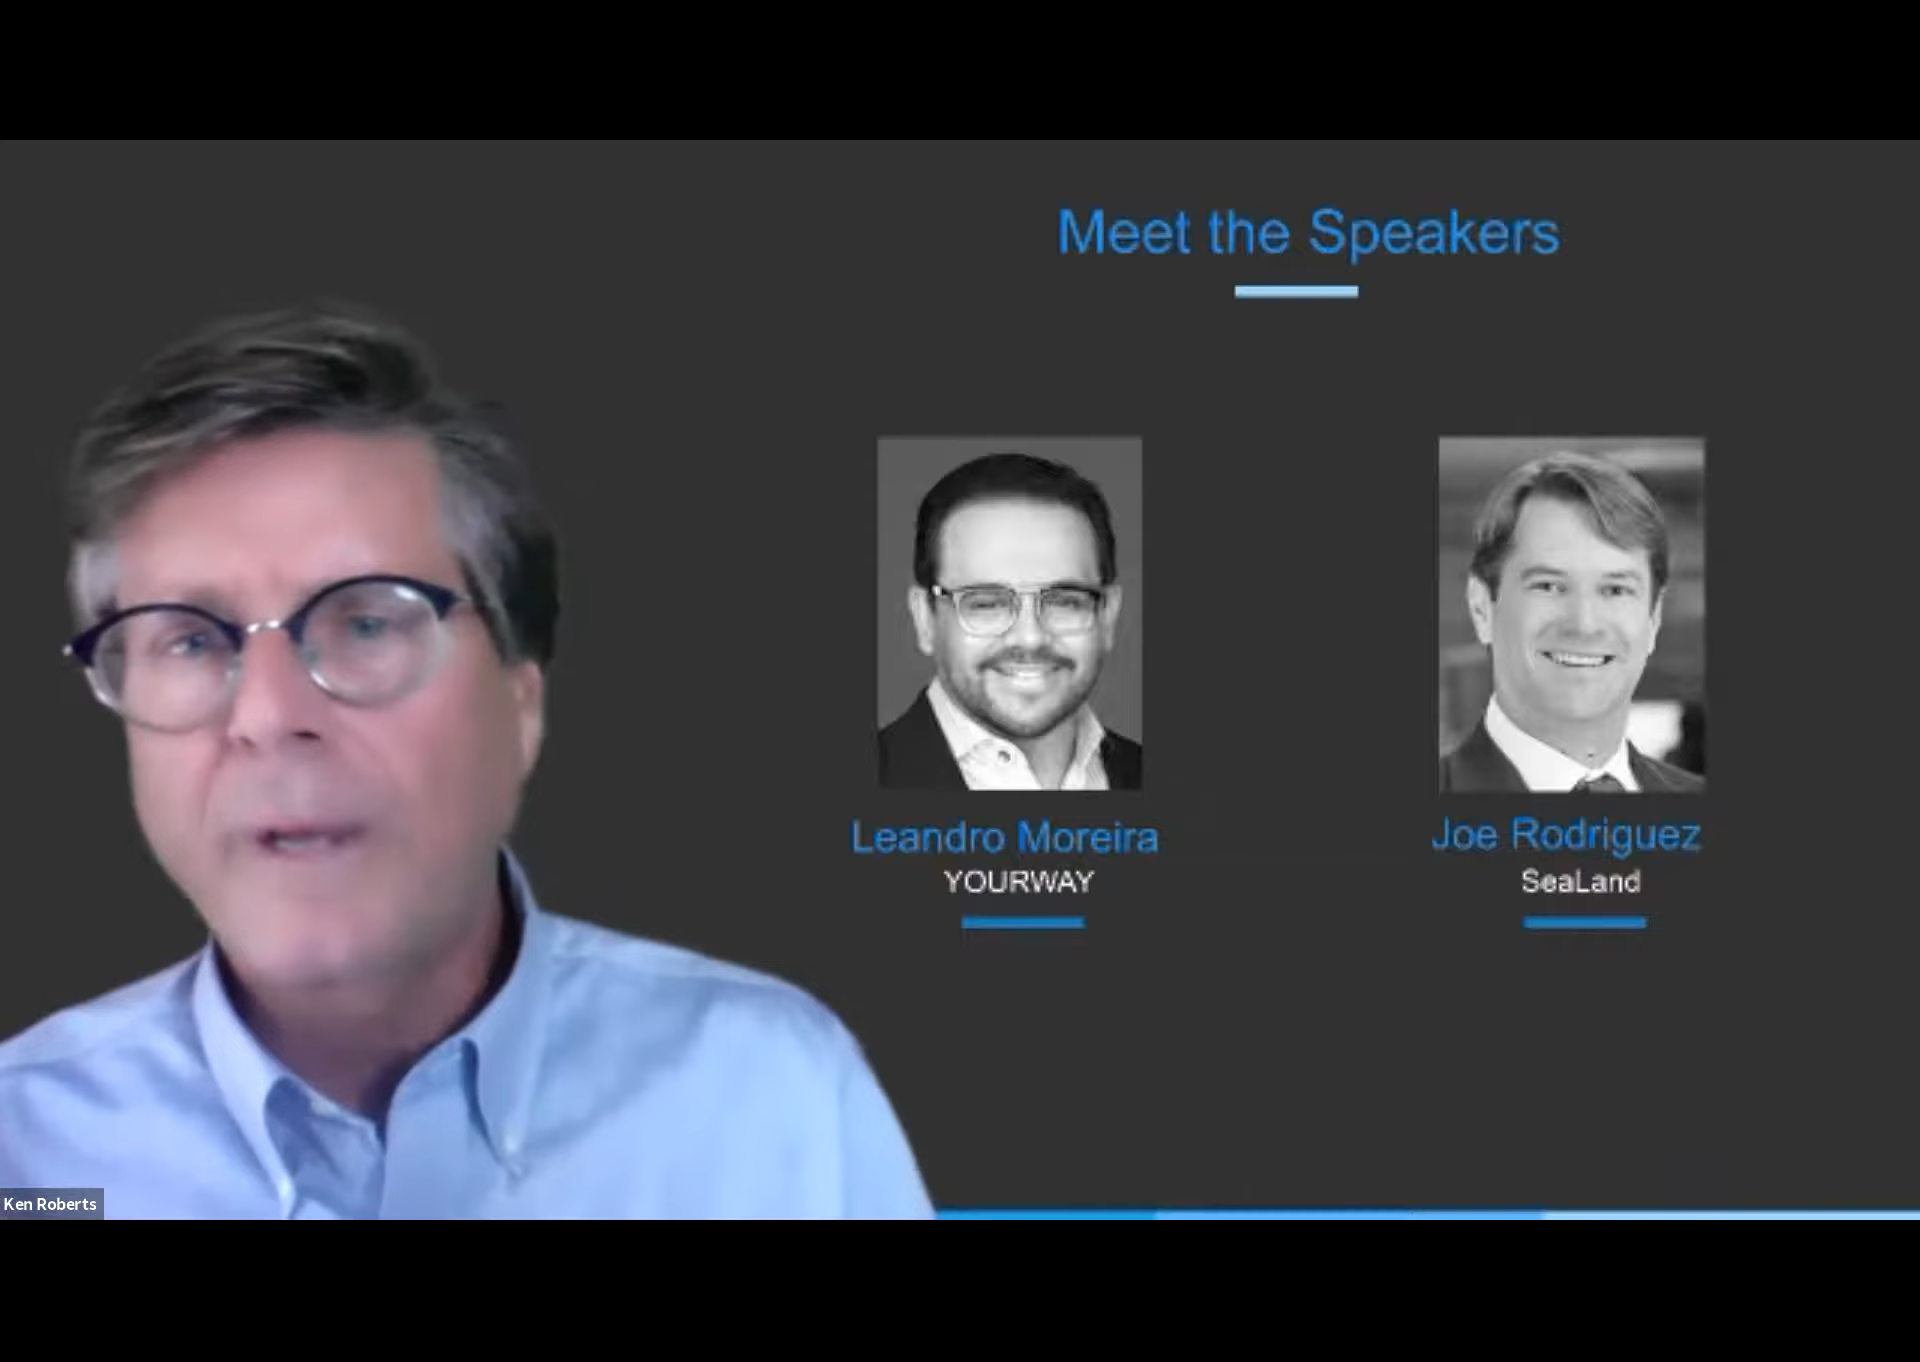 Meet the Speakers
Leandro Moreira
YOURWAY
Joe Rodriguez
SeaLand
Ken Roberts